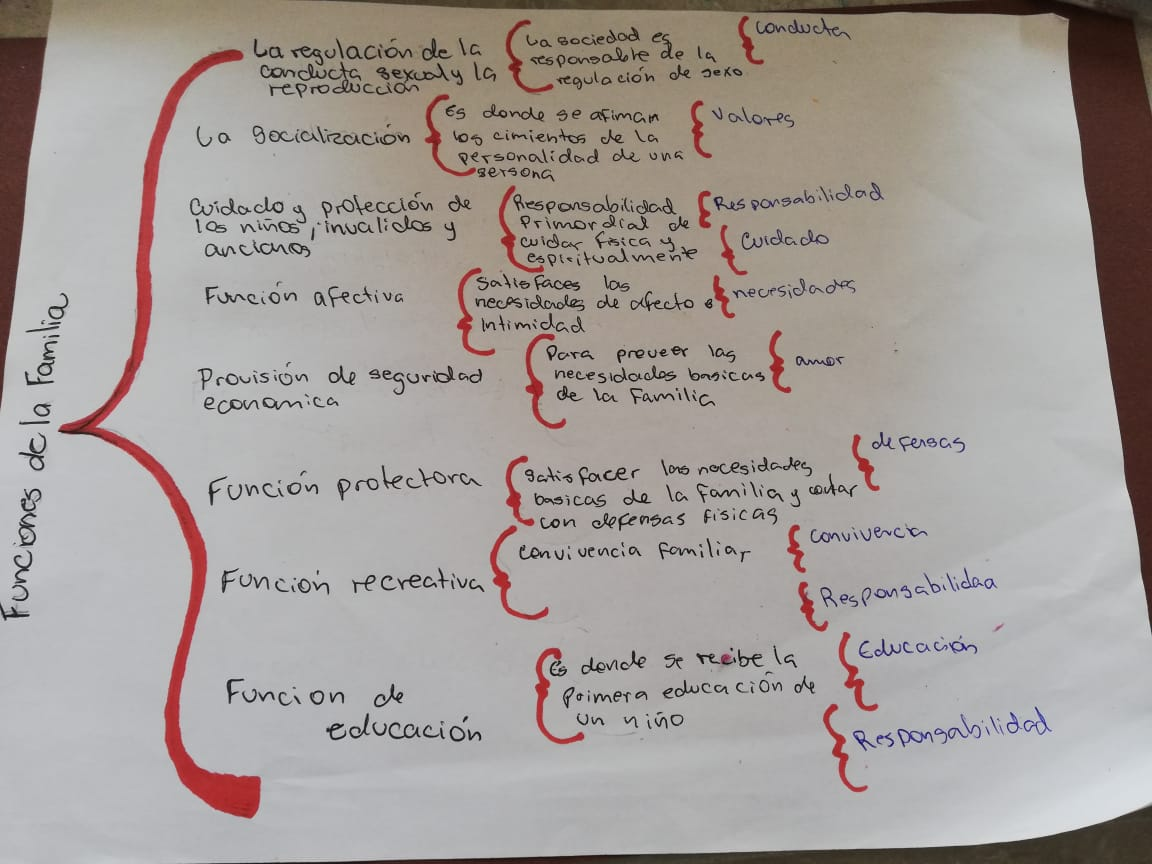 Funciones de la Familia
La regulación de la
conducta sexual y la
reproducción
La sociedad es
responsable de la
regulación de sexo
conducta
La Socialización
Es donde se afiman
los cimientos de la
personalidad de una
persona
Valores
Cuidado y protección de
los niños, invalidos y
ancianos
Responsabilidad
Primordial de
cuidar fisica y
espiritualmente
Responsabilidad
Cuidado
Función afectiva
Satisfaces las
necesidades de afecto e
intimidad
necesidades
Provisión de seguridad
economica
Para preveer las
necesidades basicas
de la Familia
amor
Función protectora
Satisfacer las necesidades
basicas de la familia y contar
con defensas fisicas
defensas
Función recreativa
Convivencia familiar
Convivencia
Responsabilidad
Funcion de
educación
Es donde se recibe la
Primera educación de
un niño
Educación
Responsabilidad